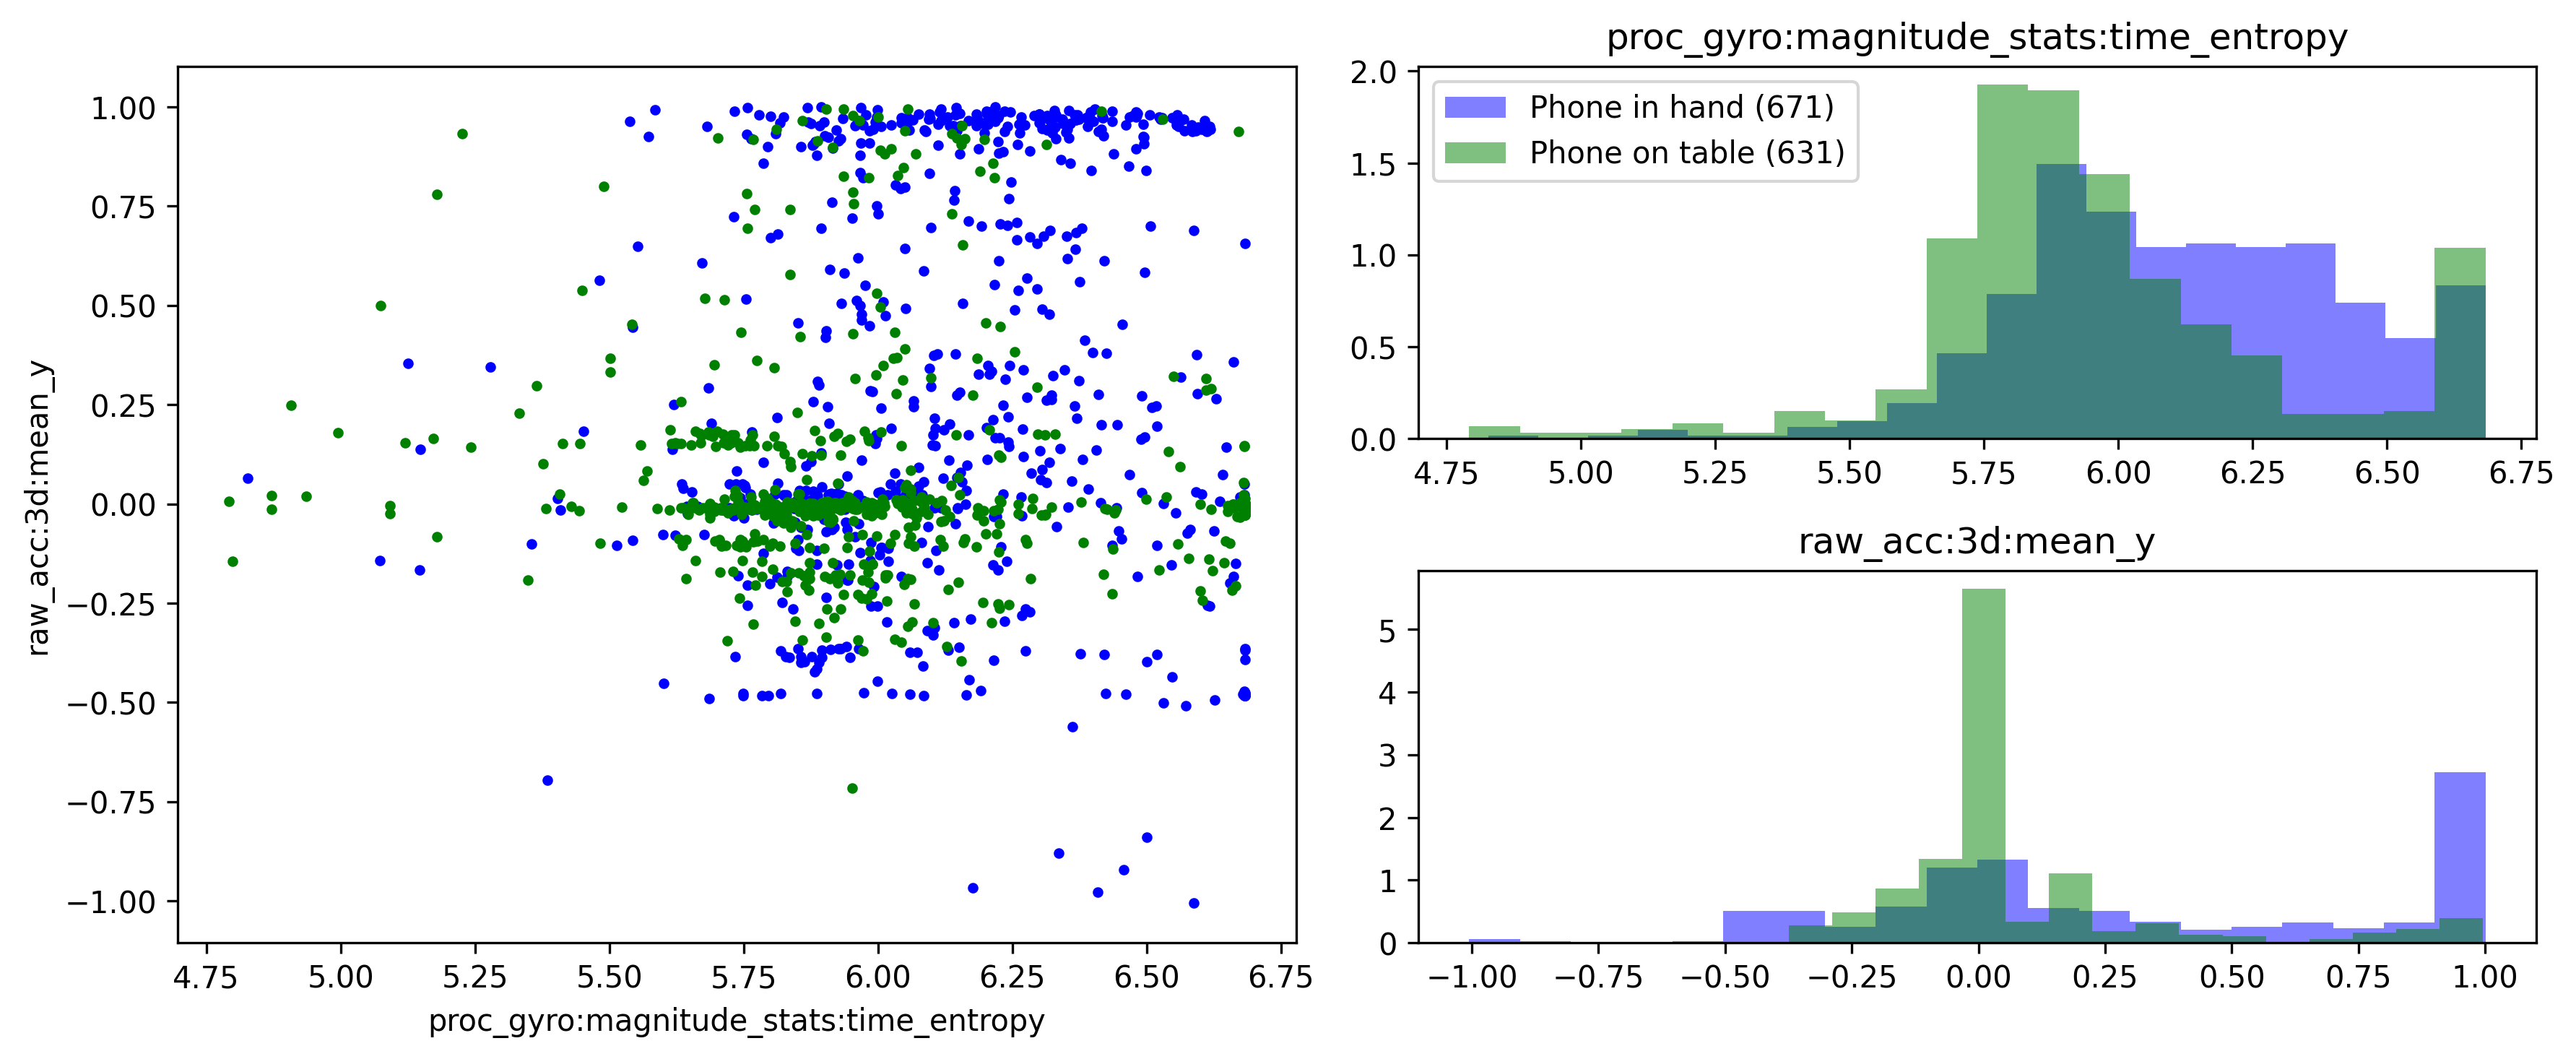 1.00
0.75
0.50
0.25
0.00
−0.25
−0.50
−0.75
−1.00
raw_acc:3d:mean_y
4.75 5.00 5.25 5.50 5.75 6.00 6.25 6.50 6.75
proc_gyro:magnitude_stats:time_entropy
proc_gyro:magnitude_stats:time_entropy
2.0
1.5
1.0
0.5
0.0
Phone in hand (671)
Phone on table (631)
4.75 5.00 5.25 5.50 5.75 6.00 6.25 6.50 6.75
raw_acc:3d:mean_y
5
4
3
2
1
0
−1.00 −0.75 −0.50 −0.25 0.00 0.25 0.50 0.75 1.00